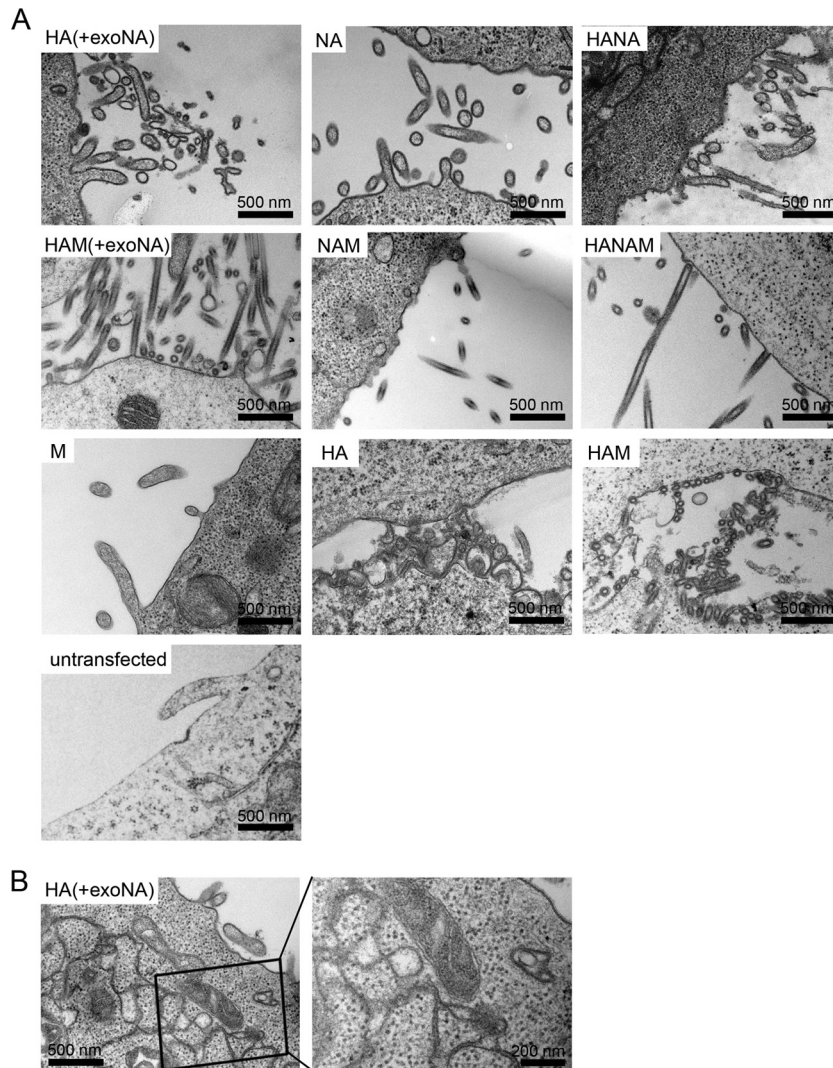 A
HA(+exoNA)
NA
HANA
500 nm
500 nm
500 nm
HAM(+exoNA)
NAM
HANAM
500 nm
500 nm
500 nm
M
HA
HAM
500 nm
500 nm
500 nm
untransfected
500 nm
B
HA(+exoNA)
500 nm
200 nm